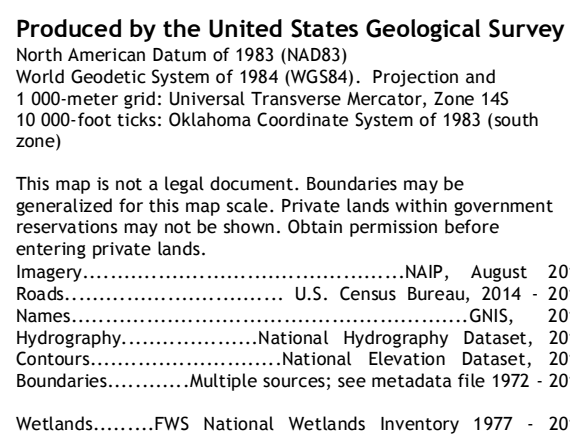 Produced by the United States Geological Survey
North American Datum of 1983 (NAD83)
World Geodetic System of 1984 (WGS84). Projection and
1 000-meter grid: Universal Transverse Mercator, Zone 14S
10 000-foot ticks: Oklahoma Coordinate System of 1983 (south
zone)
This map is not a legal document. Boundaries may be
generalized for this map scale. Private lands within government
reservations may not be shown. Obtain permission before
entering private lands.
Imagery............................................NAIP, August 20
Roads.............................. U.S. Census Bureau, 2014 - 20
Names......................................................GNIS, 20
Hydrography...................National Hydrography Dataset, 20
Contours..........................National Elevation Dataset, 20
Boundaries...........Multiple sources; see metadata file 1972 - 20
Wetlands.........FWS National Wetlands Inventory 1977 - 20